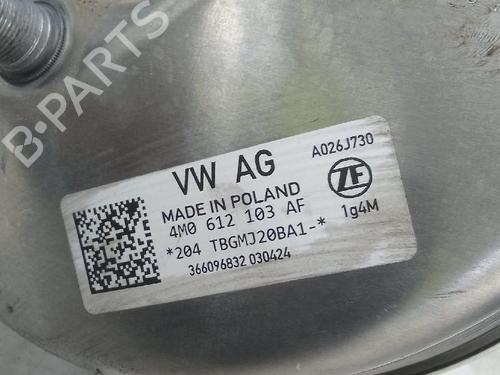 B-PARTS
VW AG
A026J730
MADE IN POLAND
4M0 612 103 AF
ZF
*204 TBGMJ20BA1-*
1g4M
366096832 030424